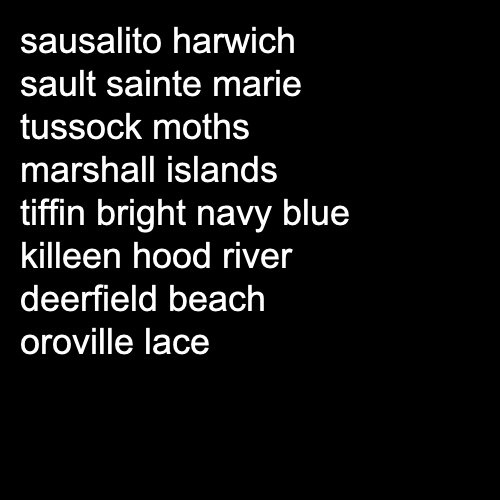 sausalito harwich
sault sainte marie
tussock moths
marshall islands
tiffin bright navy blue
killeen hood river
deerfield beach
oroville lace